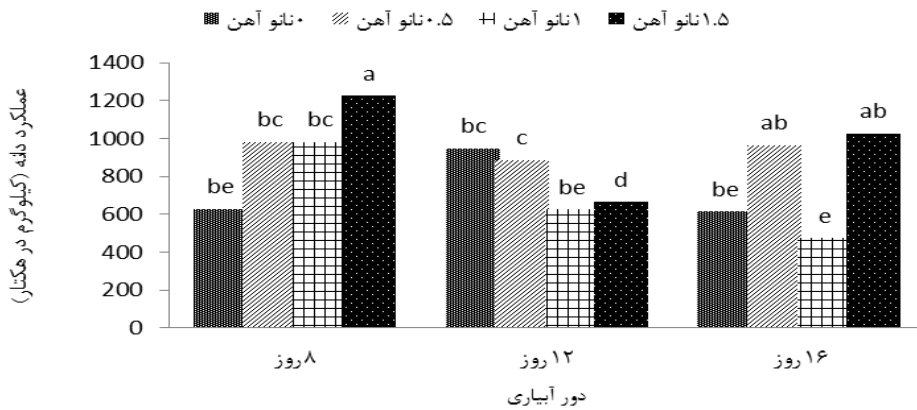 ۰نانو آهن ۰.۵نانو آهن ۱نانو آهن ۱.۵نانو آهن
عملکرد دانه (کیلوگرم در هکتار)
1400
1200
1000
800
600
400
200
0
be bc bc a
bc c be d
be ab e ab
۸روز ۱۲روز ۱۶روز
دور آبیاری